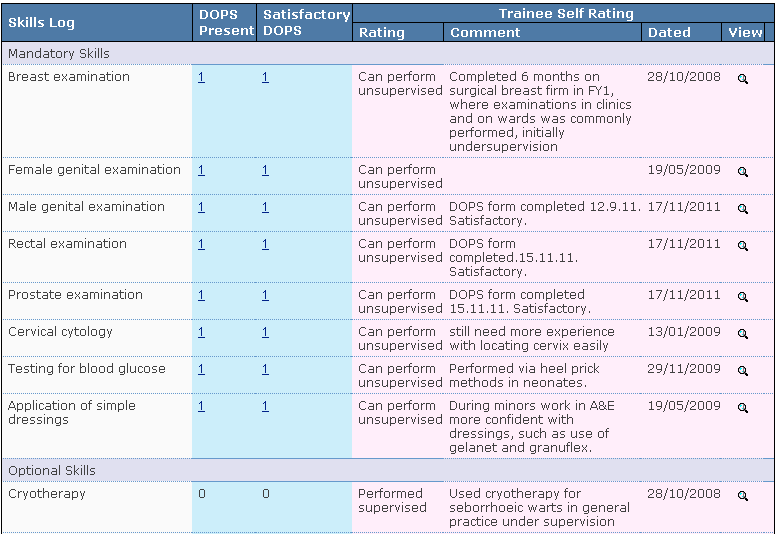 Skills Log DOPS Present Satisfactory DOPS Trainee Self Rating
Rating Comment Dated View
Mandatory Skills
Breast examination 1 1 Can perform Completed 6 months on 28/10/2008
unsupervised surgical breast firm in FY1,
where examinations in clinics
and on wards was commonly
performed, initially
undersupervision
Female genital examination 1 1 Can perform 19/05/2009
unsupervised
Male genital examination 1 1 Can perform DOPS form completed 12.9.11. 17/11/2011
unsupervised Satisfactory.
Rectal examination 1 1 Can perform DOPS form 17/11/2011
unsupervised completed.15.11.11.
Satisfactory.
Prostate examination 1 1 Can perform DOPS form completed 17/11/2011
unsupervised 15.11.11. Satisfactory.
Cervical cytology 1 1 Can perform still need more experience 13/01/2009
unsupervised with locating cervix easily
Testing for blood glucose 1 1 Can perform Performed via heel prick 29/11/2009
unsupervised methods in neonates.
Application of simple 1 1 Can perform During minors work in A&E 19/05/2009
dressings unsupervised more confident with
dressings, such as use of
gelanet and granuflex.
Optional Skills
Cryotherapy 0 0 Performed Used cryotherapy for 28/10/2008
supervised seborrhoeic warts in general
practice under supervision